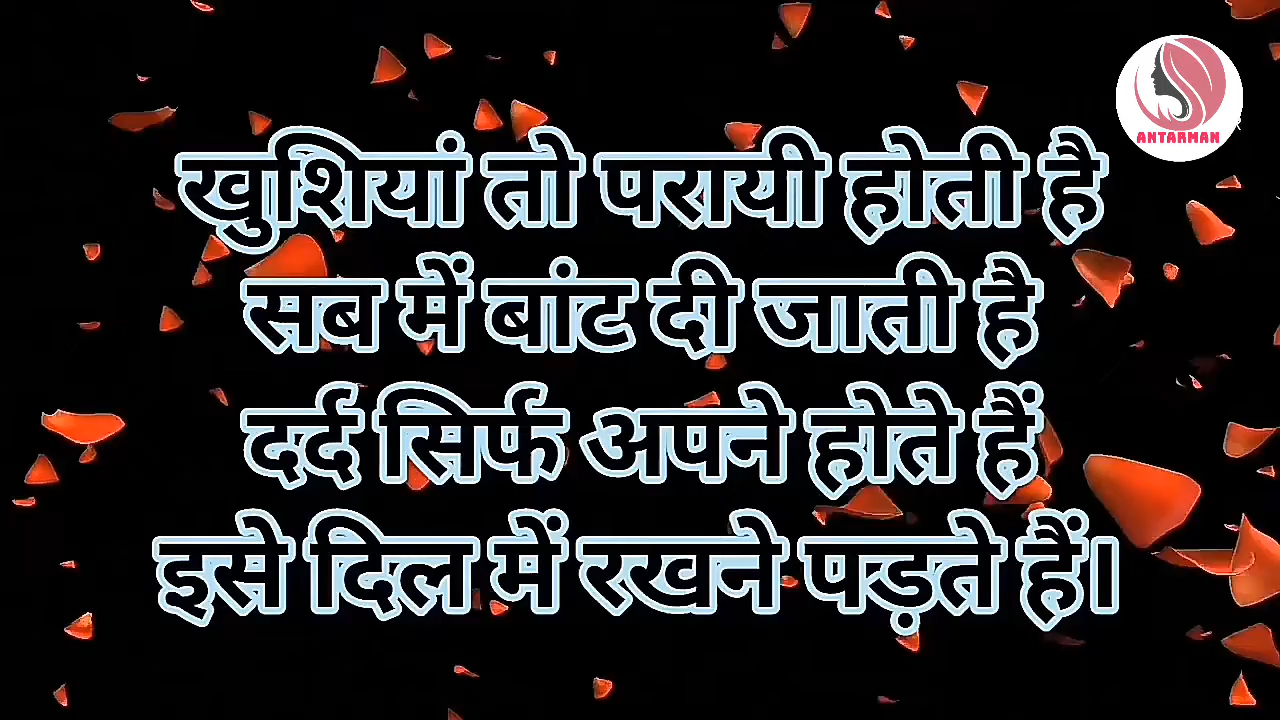 ANTARMAN
खुशियां तो परायी होती है
सब में बांट दी जाती है
दर्द सिर्फ अपने होते हैं
इसे दिल में रखने पड़ते हैं।